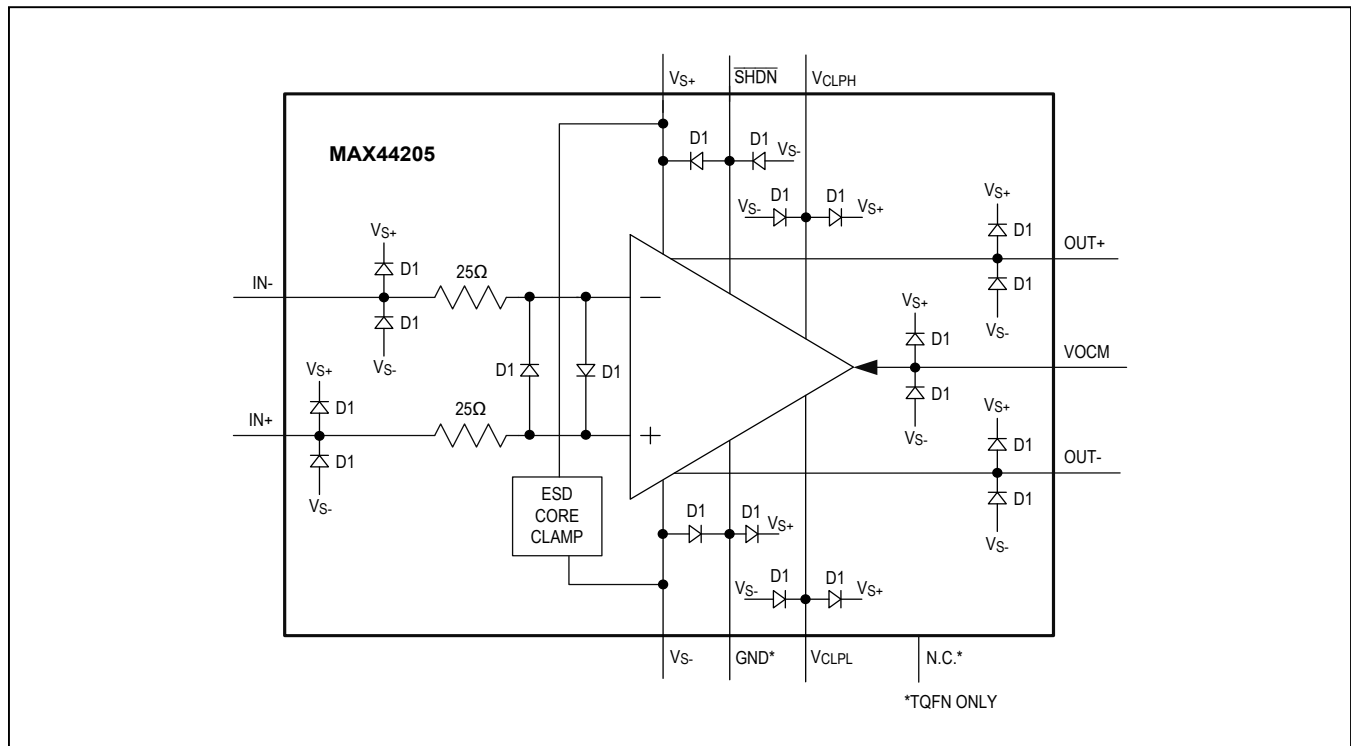 VS+
SHDN
VCLPH
MAX44205
D1
D1
VS-
D1
D1
VS-
VS+
VS+
D1
OUT+
D1
VS-
VS+
D1
IN-
25Ω
D1
VS-
VS+
D1
VOCM
D1
VS-
D1
D1
VS+
D1
IN+
25Ω
D1
VS-
VS+
D1
OUT-
D1
VS-
ESD
CORE
CLAMP
D1
D1
VS+
D1
D1
VS-
VS+
VS-
GND*
VCLPL
N.C.*
*TQFN ONLY
−
+